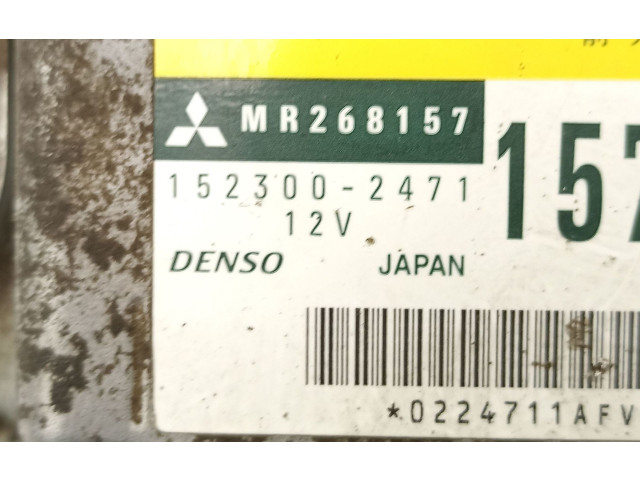 MR268157
157
152300-2471
12V
DENSO JAPAN
*0224711AFV